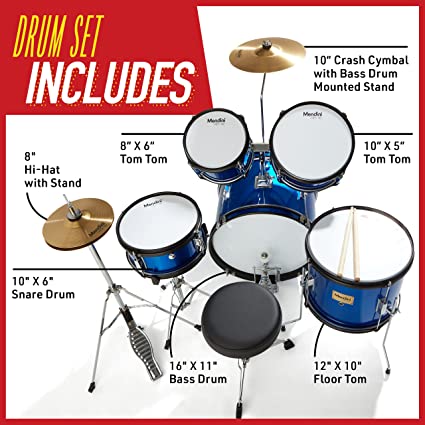 DRUM SET
INCLUDES
10" Crash Cymbal
with Bass Drum
Mounted Stand
8" X 6"
Tom Tom
10" X 5"
Tom Tom
8"
Hi-Hat
with Stand
Mendini
Mendini
Mendini
Mendini
Mendini
10" X 6"
Snare Drum
16" X 11"
Bass Drum
12" X 10"
Floor Tom